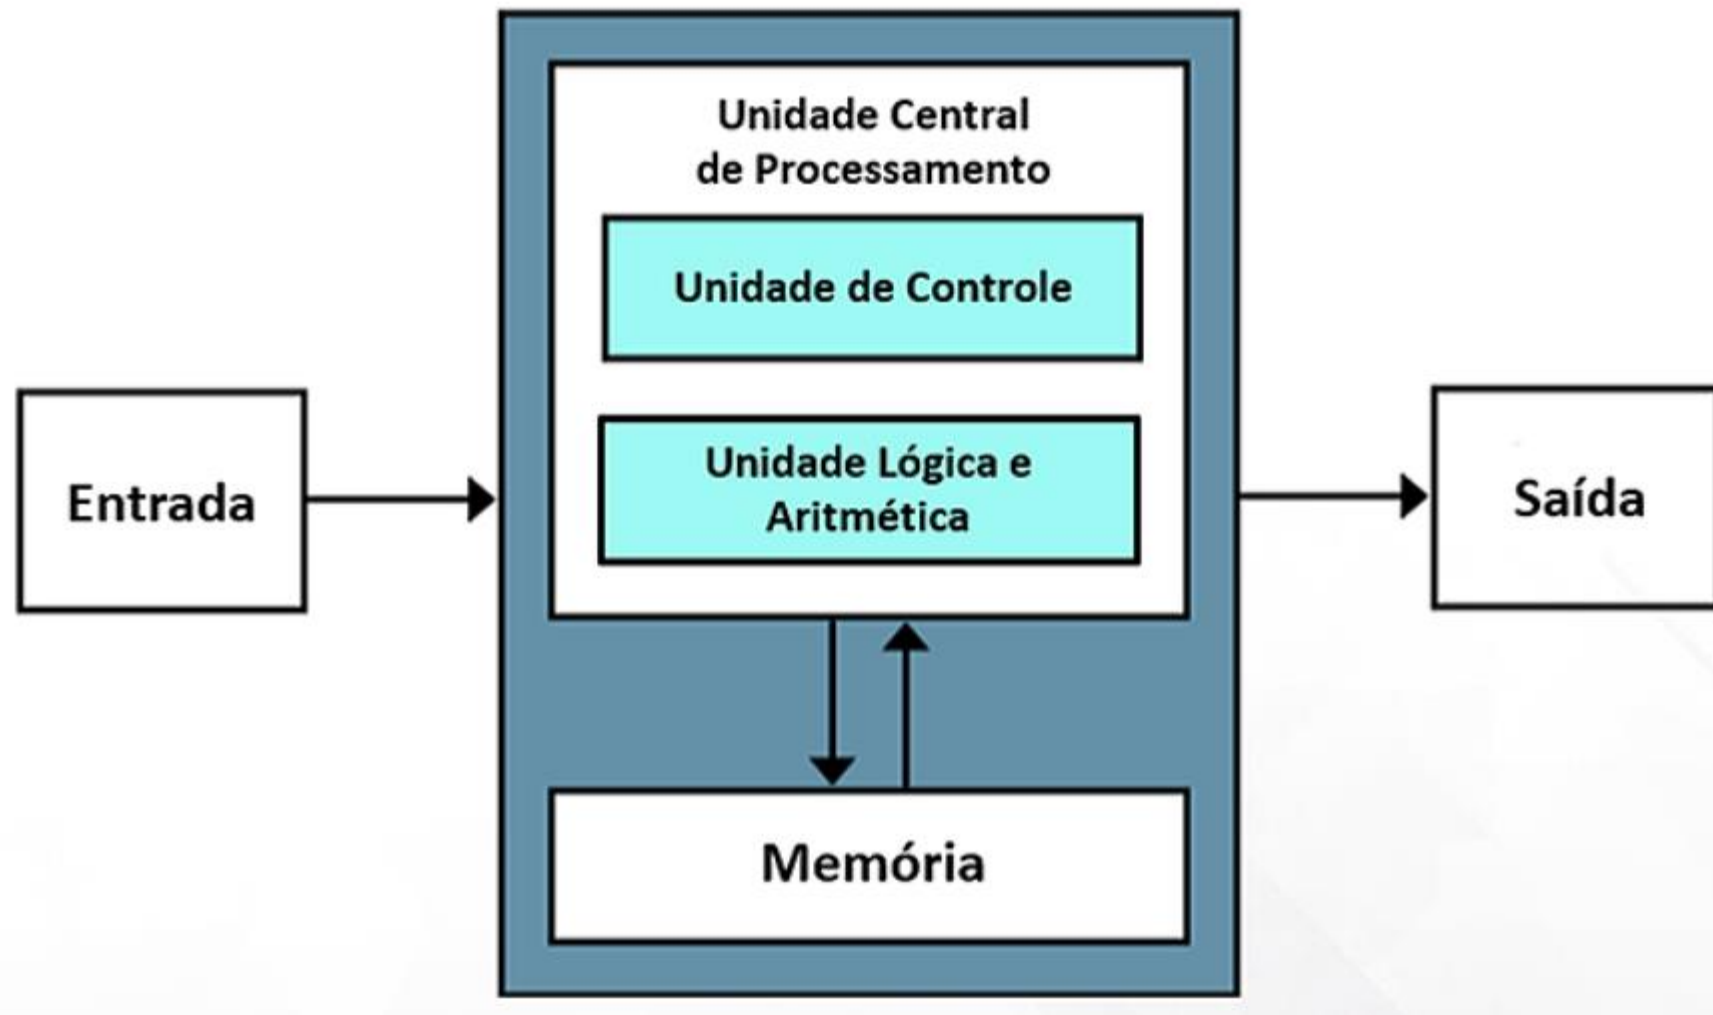 Unidade Central
de Processamento
Unidade de Controle
Unidade Lógica e
Aritmética
Entrada
Saída
Memória